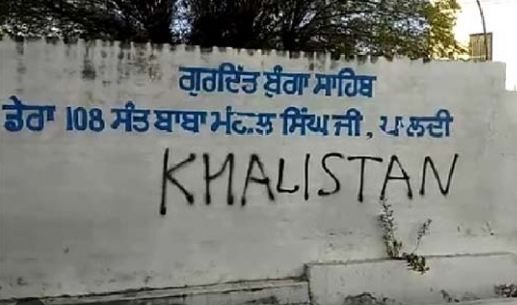 ਗੁਰਦਿੱਤ ਬੁੰਗਾ ਸਾਹਿਬ
ਡੇਰਾ 108 ਸੰਤ ਬਾਬਾ ਸਿੰਘ ਜੀ,
KHALISTAN